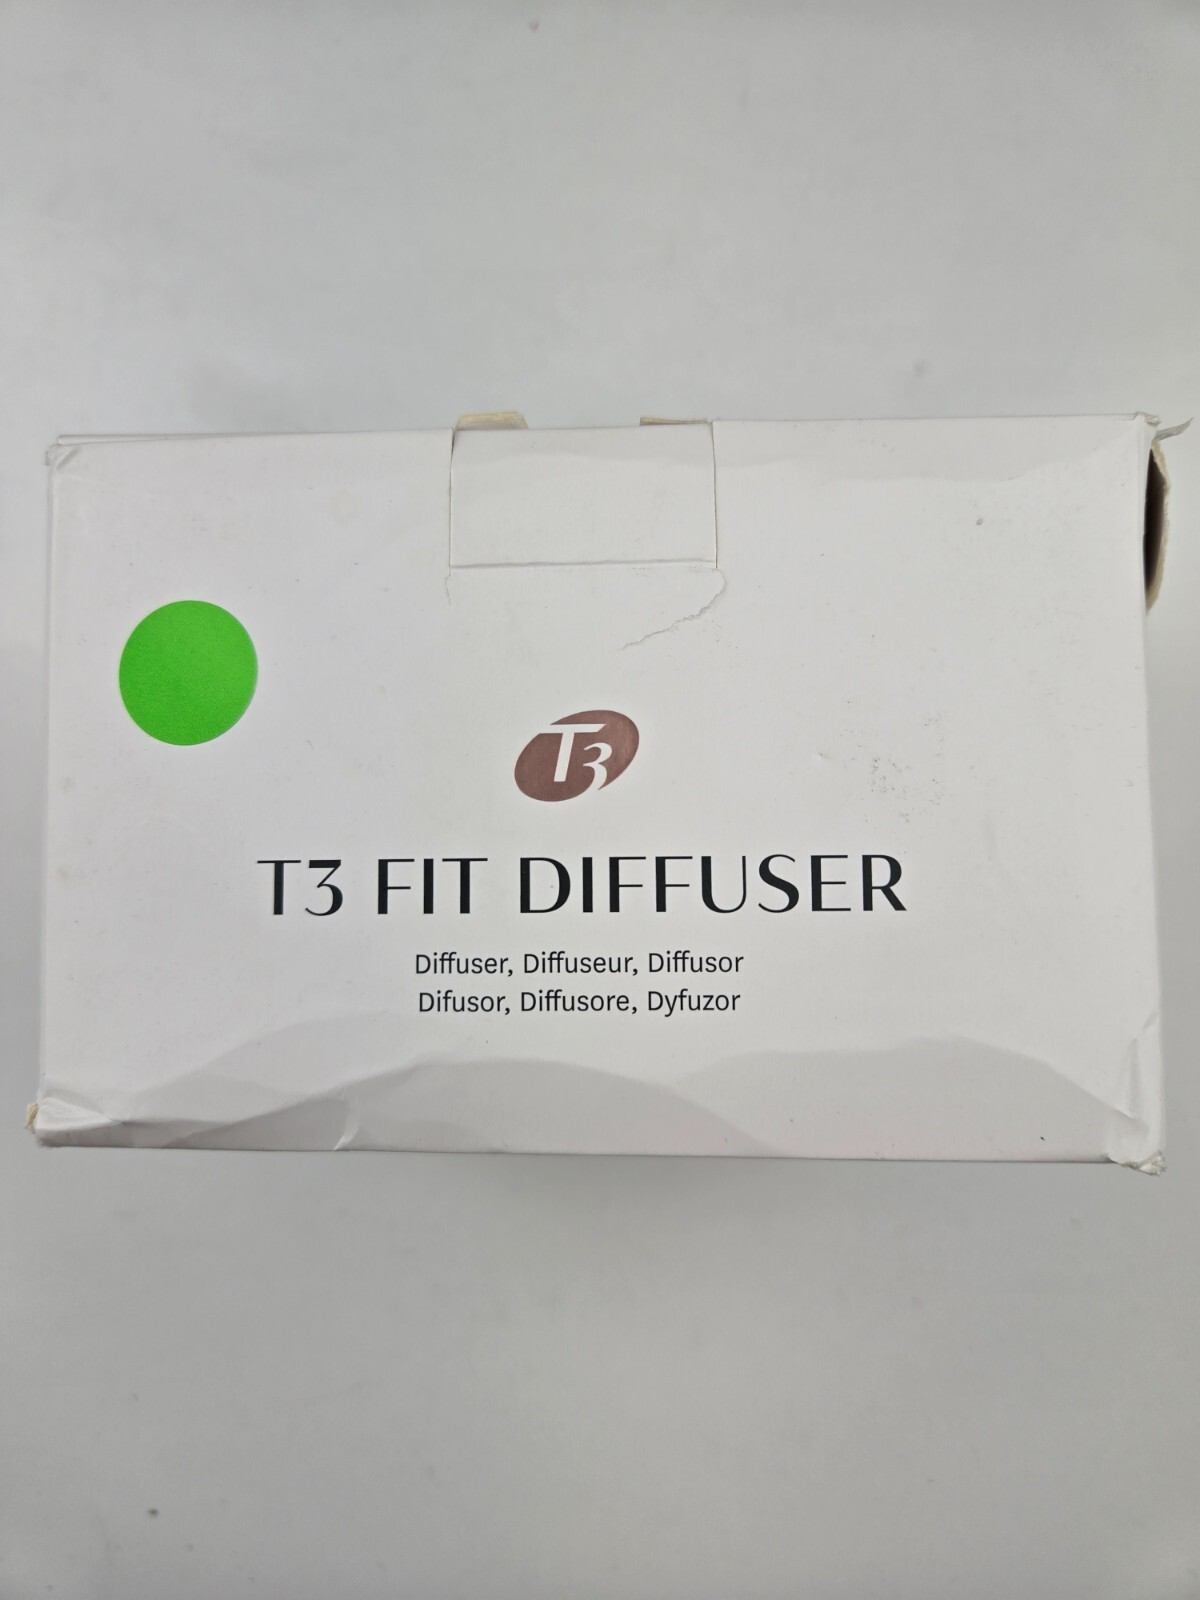 T3
T3 FIT DIFFUSER
Diffuser, Diffuseur, Diffusor
Difusor, Diffusore, Dyfuzor